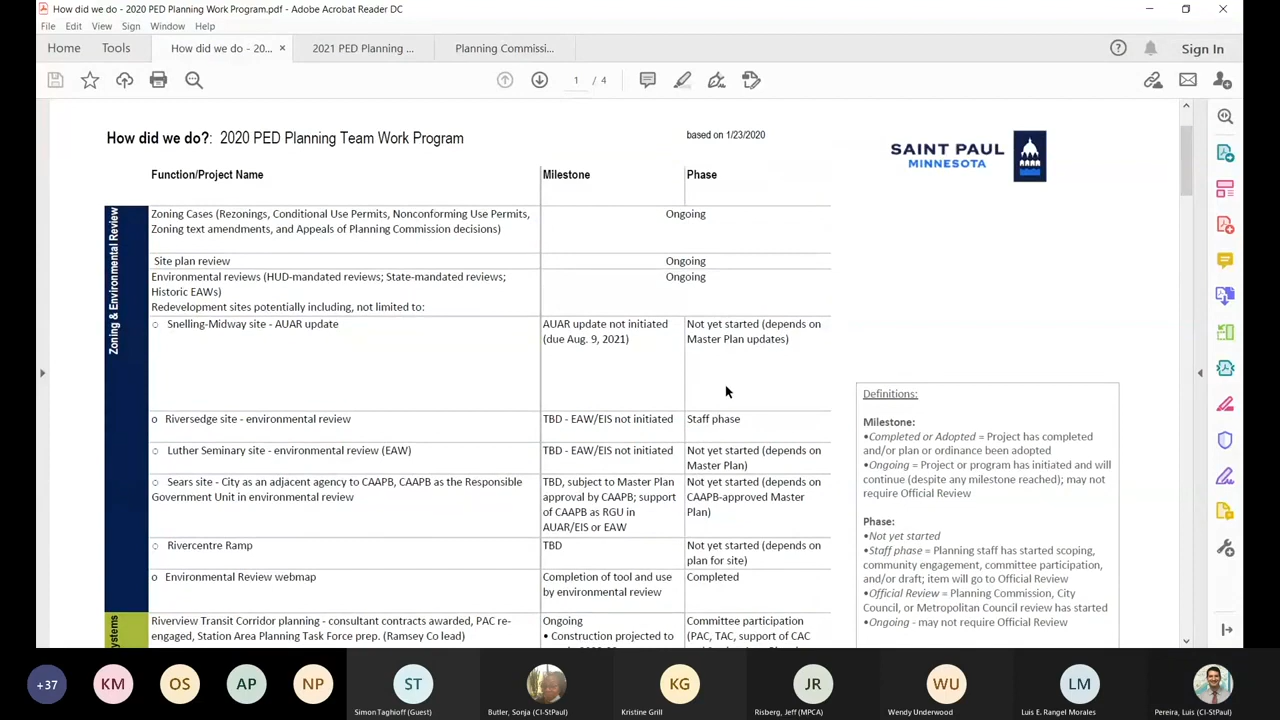 How did we do - 2020 PED Planning Work Program.pdf - Adobe Acrobat Reader DC
File Edit View Sign Window Help
Home Tools How did we do - 20... × 2021 PED Planning ... Planning Commissi... Sign In
1 / 4
How did we do?: 2020 PED Planning Team Work Program
based on 1/23/2020
SAINT PAUL
MINNESOTA
Function/Project Name Milestone Phase
Zoning & Environmental Review
Zoning Cases (Rezonings, Conditional Use Permits, Nonconforming Use Permits, Ongoing
Zoning text amendments, and Appeals of Planning Commission decisions)
Site plan review Ongoing
Environmental reviews (HUD-mandated reviews; State-mandated reviews; Ongoing
Historic EAWs)
Redevelopment sites potentially including, not limited to:
○ Snelling-Midway site - AUAR update AUAR update not initiated Not yet started (depends on
(due Aug. 9, 2021) Master Plan updates)
o Riversedge site - environmental review TBD - EAW/EIS not initiated Staff phase
○ Luther Seminary site - environmental review (EAW) TBD - EAW/EIS not initiated Not yet started (depends on
Master Plan)
○ Sears site - City as an adjacent agency to CAAPB, CAAPB as the Responsible TBD, subject to Master Plan Not yet started (depends on
Government Unit in environmental review approval by CAAPB; support CAAPB-approved Master
of CAAPB as RGU in Plan)
AUAR/EIS or EAW
○ Rivercentre Ramp TBD Not yet started (depends on
plan for site)
o Environmental Review webmap Completion of tool and use Completed
by environmental review
Riverview Transit Corridor planning - consultant contracts awarded, PAC re- Ongoing Committee participation
engaged, Station Area Planning Task Force prep. (Ramsey Co lead) • Construction projected to (PAC, TAC, support of CAC
Definitions:
Milestone:
•Completed or Adopted = Project has completed
and/or plan or ordinance been adopted
•Ongoing = Project or program has initiated and will
continue (despite any milestone reached); may not
require Official Review
Phase:
•Not yet started
•Staff phase = Planning staff has started scoping,
community engagement, committee participation,
and/or draft; item will go to Official Review
•Official Review = Planning Commission, City
Council, or Metropolitan Council review has started
•Ongoing - may not require Official Review
+37 KM OS AP NP ST KG JR WU LM
Simon Taghioff (Guest) Butler, Sonja (CI-StPaul) Kristine Grill Risberg, Jeff (MPCA) Wendy Underwood Luis E. Rangel Morales Pereira, Luis (CI-StPaul)